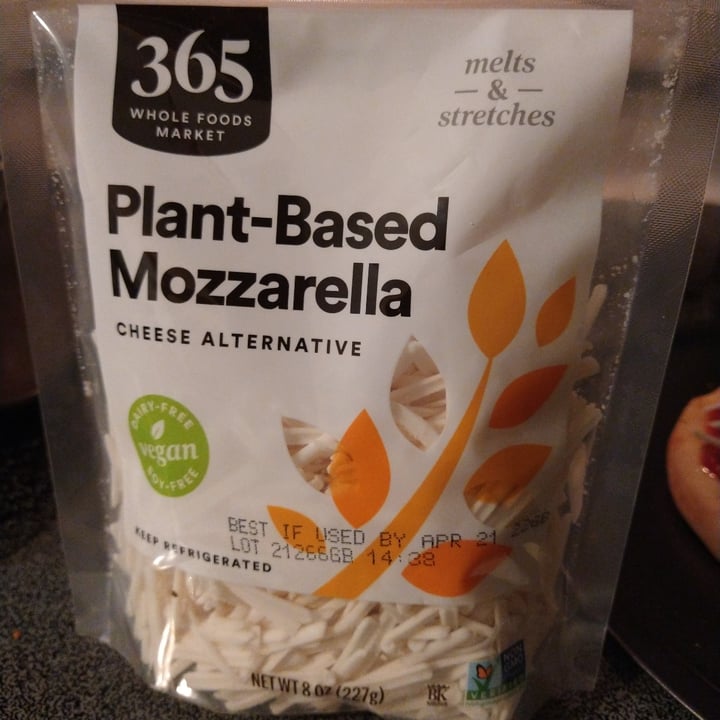 365
WHOLE FOODS
MARKET
melts
— & —
stretches
Plant-Based
Mozzarella
CHEESE ALTERNATIVE
DAIRY-FREE
vegan
SOY-FREE
BEST IF USED BY APR 21
LOT 21266GB 14:38
KEEP REFRIGERATED
NET WT 8 OZ (227g)
BK